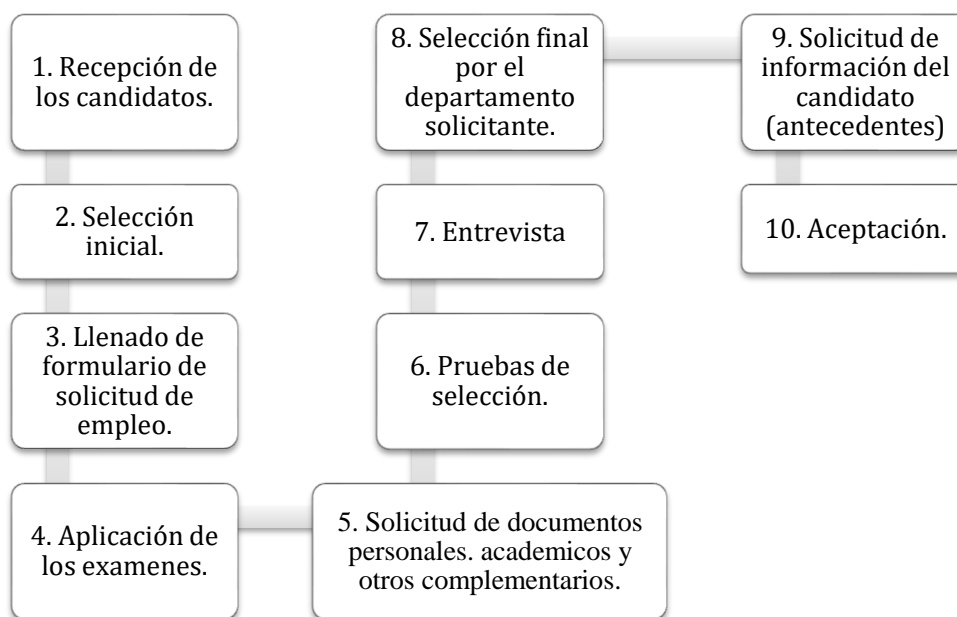 1. Recepción de
los candidatos.
2. Selección
inicial.
3. Llenado de
formulario de
solicitud de
empleo.
4. Aplicación de
los examenes.
5. Solicitud de documentos
personales. academicos y
otros complementarios.
6. Pruebas de
selección.
7. Entrevista
8. Selección final
por el
departamento
solicitante.
9. Solicitud de
información del
candidato
(antecedentes)
10. Aceptación.